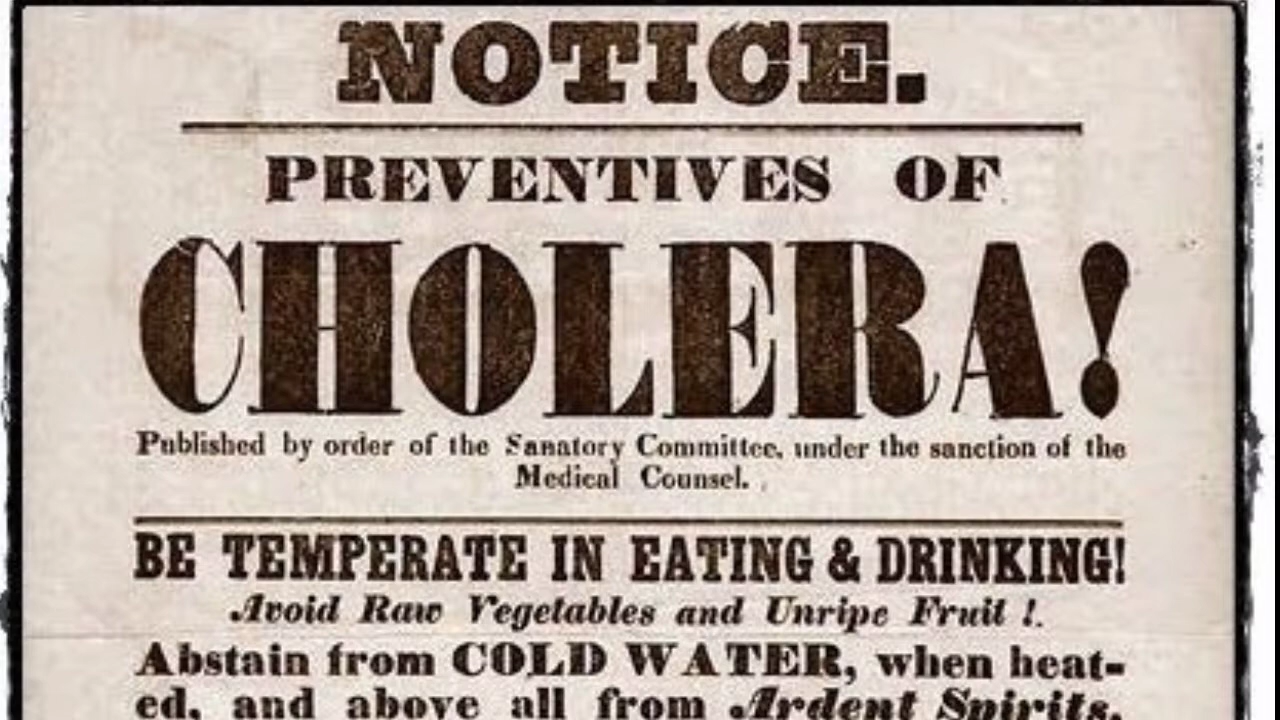 NOTICE.
PREVENTIVES OF
CHOLERA!
Published by order of the Sanatory Committee, under the sanction of the
Medical Counsel.
BE TEMPERATE IN EATING & DRINKING!
Avoid Raw Vegetables and Unripe Fruit !.
Abstain from COLD WATER, when heat-
ed, and above all from Ardent Spirits,